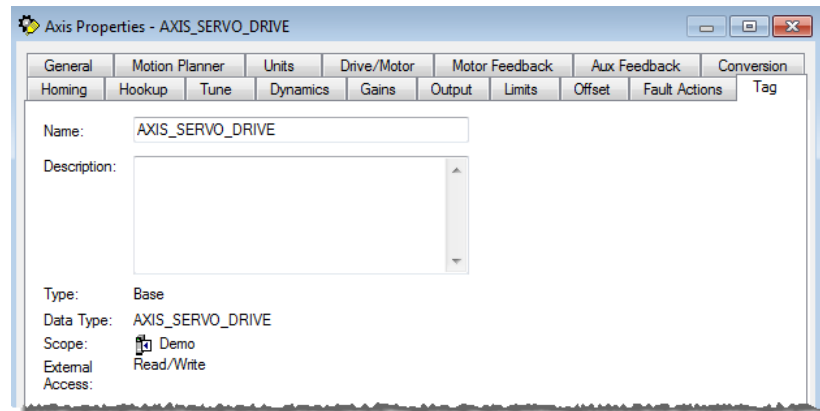 Axis Properties - AXIS_SERVO_DRIVE
General Motion Planner Units Drive/Motor Motor Feedback Aux Feedback Conversion
Homing Hookup Tune Dynamics Gains Output Limits Offset Fault Actions Tag
Name: AXIS_SERVO_DRIVE
Description:
Type: Base
Data Type: AXIS_SERVO_DRIVE
Scope: Demo
External Access: Read/Write